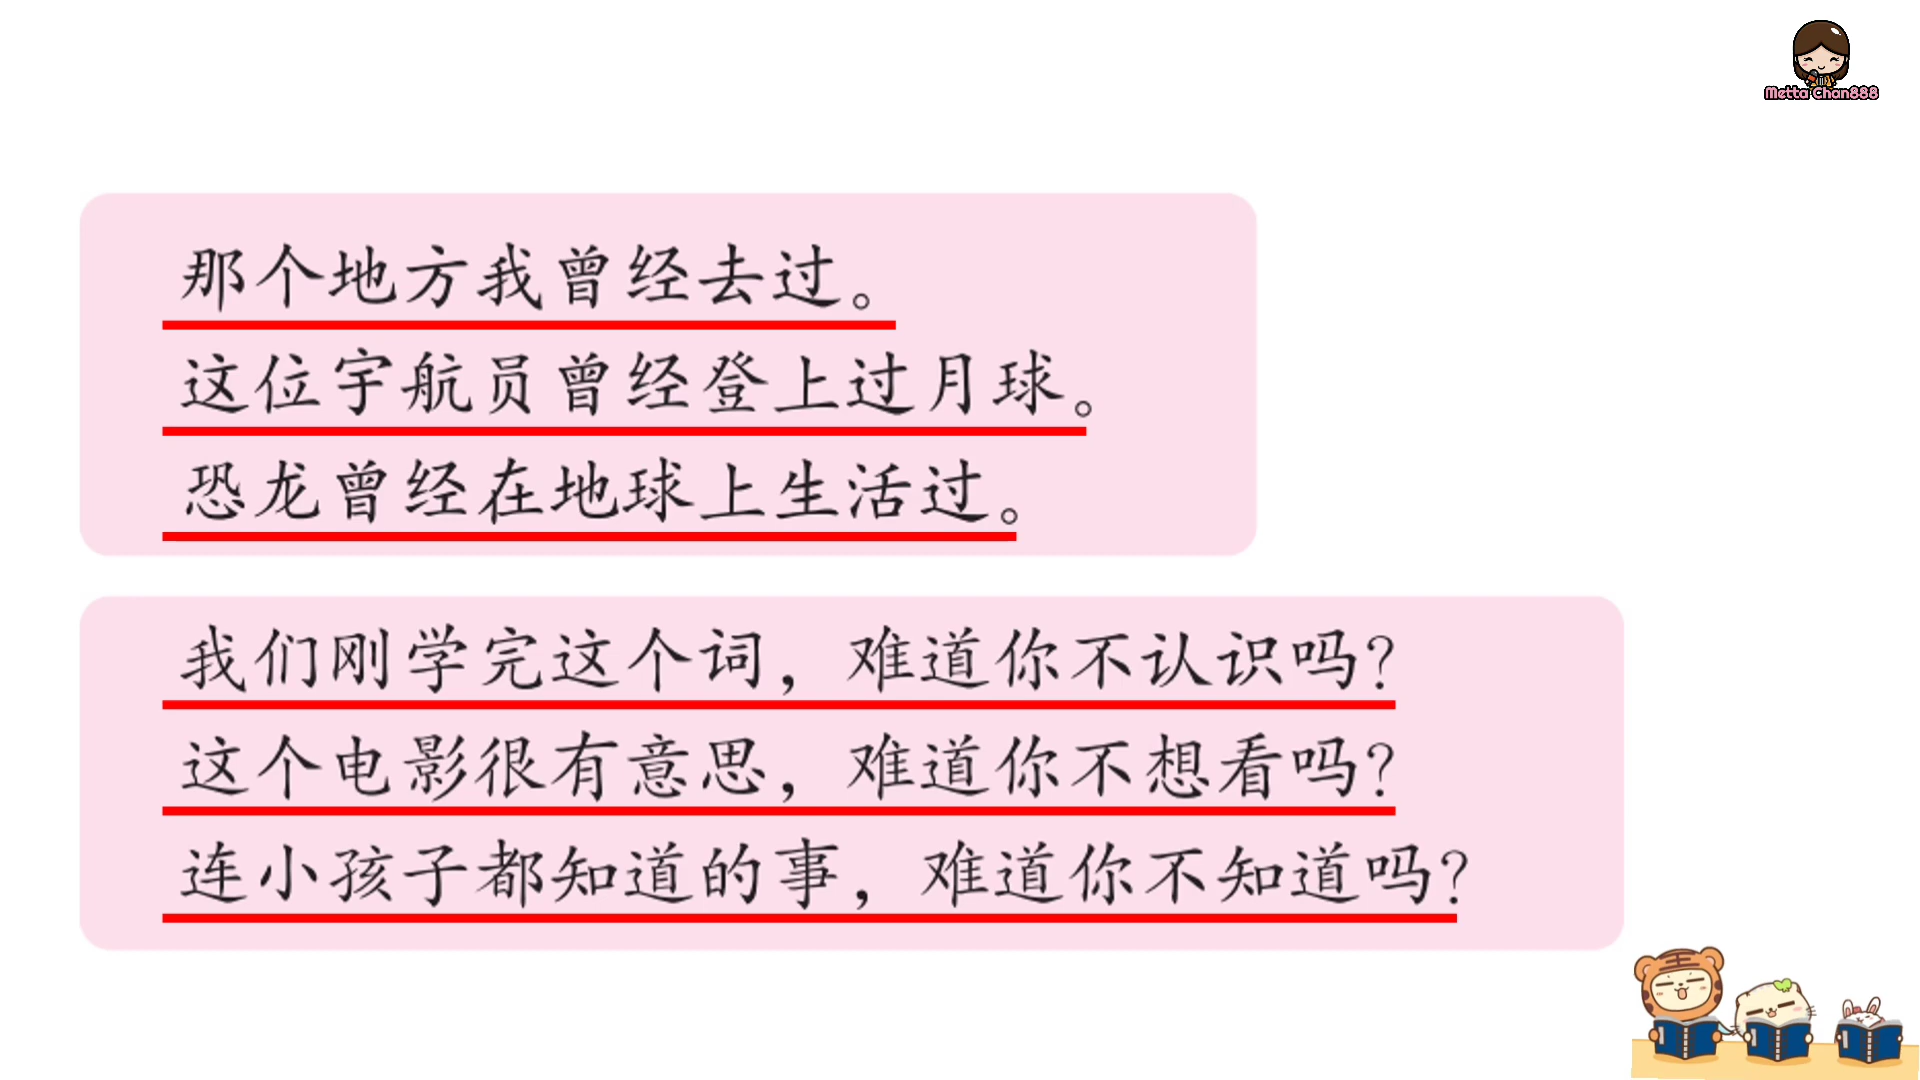 Metta Chan888
那个地方我曾经去过。
这位宇航员曾经登上过月球。
恐龙曾经在地球上生活过。
我们刚学完这个词，难道你不认识吗？
这个电影很有意思，难道你不想看吗？
连小孩子都知道的事，难道你不知道吗？
王